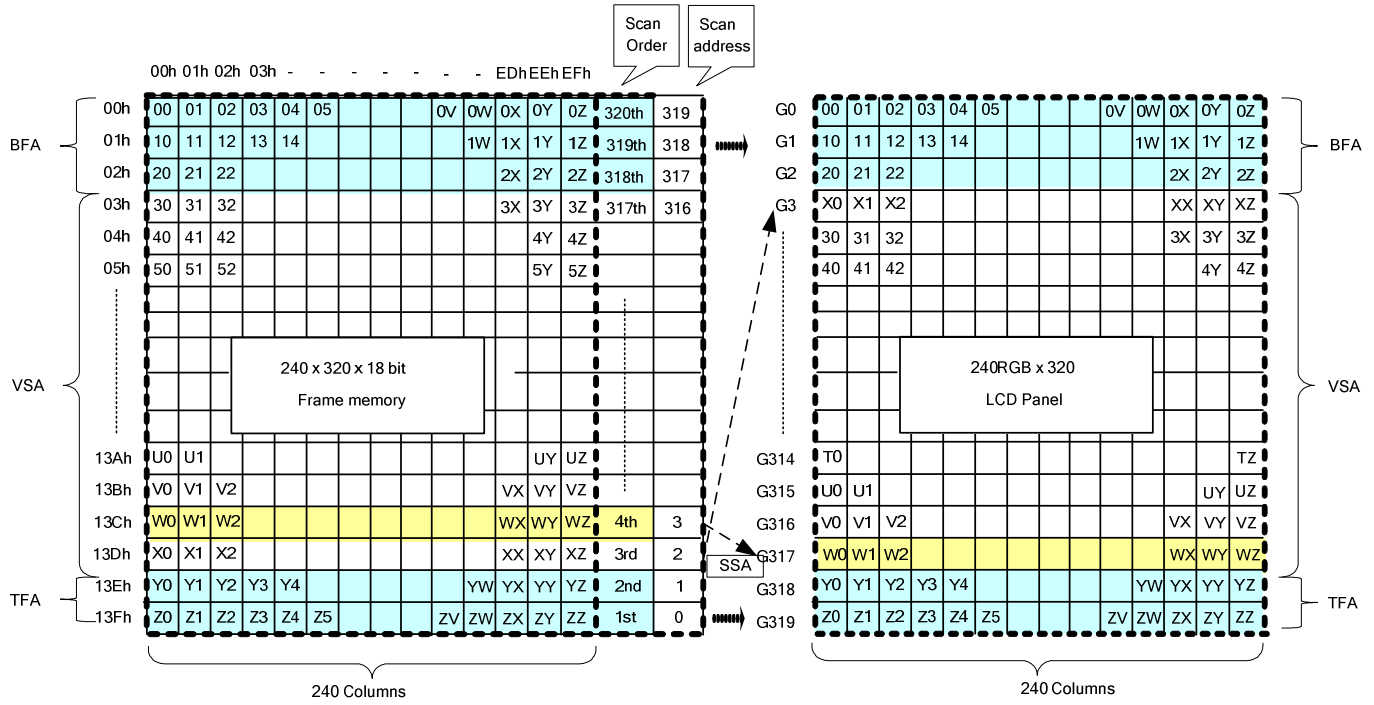 Scan Order
Scan address
00h 01h 02h 03h - - - - - - EDh EEh EFh
BFA
00h 00 01 02 03 04 05 0V 0W 0X 0Y 0Z 320th 319
01h 10 11 12 13 14 1W 1X 1Y 1Z 319th 318
02h 20 21 22 2X 2Y 2Z 318th 317
03h 30 31 32 3X 3Y 3Z 317th 316
04h 40 41 42 4Y 4Z
05h 50 51 52 5Y 5Z
VSA
240 x 320 x 18 bit
Frame memory
13Ah U0 U1 UY UZ
13Bh V0 V1 V2 VX VY VZ
13Ch W0 W1 W2 WX WY WZ 4th 3
13Dh X0 X1 X2 XX XY XZ 3rd 2
SSA
TFA
13Eh Y0 Y1 Y2 Y3 Y4 YW YX YY YZ 2nd 1
13Fh Z0 Z1 Z2 Z3 Z4 Z5 ZV ZW ZX ZY ZZ 1st 0
240 Columns
G0 00 01 02 03 04 05 0V 0W 0X 0Y 0Z
G1 10 11 12 13 14 1W 1X 1Y 1Z
BFA
G2 20 21 22 2X 2Y 2Z
G3 X0 X1 X2 XX XY XZ
30 31 32 3X 3Y 3Z
40 41 42 4Y 4Z
240RGB x 320
LCD Panel
VSA
G314 T0 TZ
G315 U0 U1 UY UZ
G316 V0 V1 V2 VX VY VZ
G317 W0 W1 W2 WX WY WZ
G318 Y0 Y1 Y2 Y3 Y4 YW YX YY YZ
TFA
G319 Z0 Z1 Z2 Z3 Z4 Z5 ZV ZW ZX ZY ZZ
240 Columns